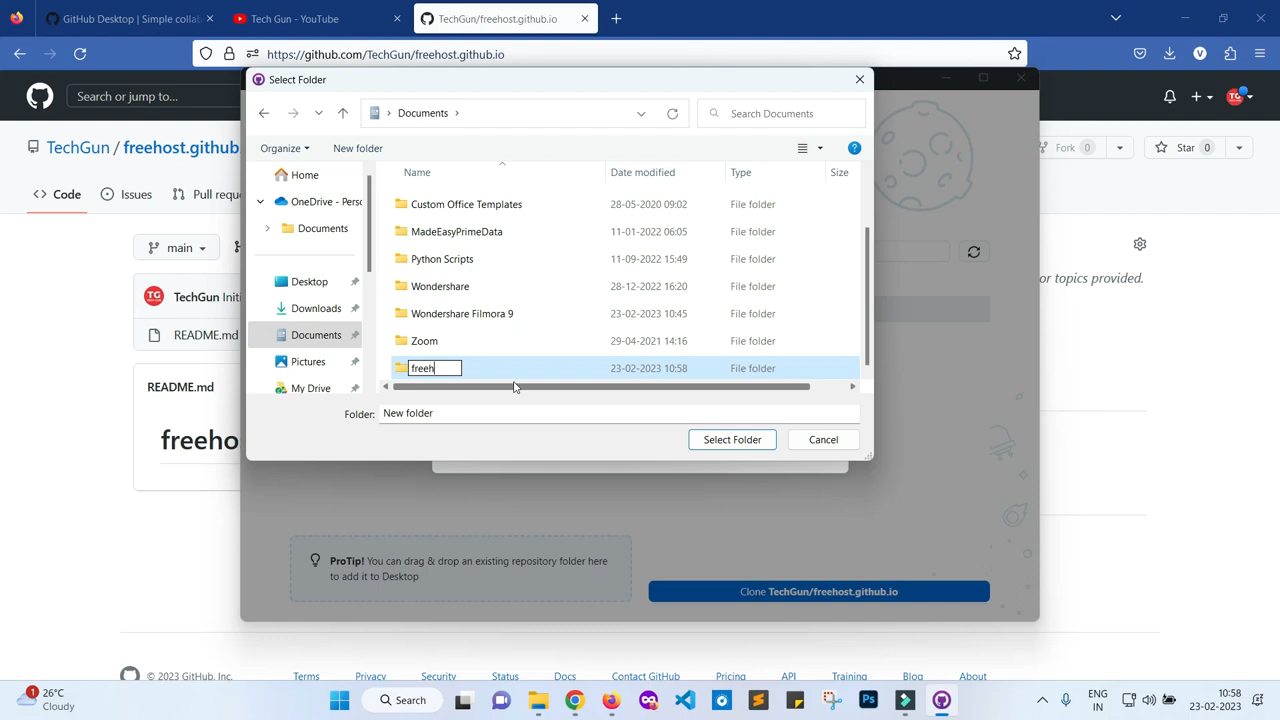 GitHub Desktop | Simple collab
Tech Gun - YouTube
TechGun/freehost.github.io
https://github.com/TechGun/freehost.github.io
V
Search or jump to...
TG
TechGun / freehost.github
Fork 0
Star 0
Code
Issues
Pull requ
main
TG
TechGun Initi
README.md
README.md
freeho
or topics provided.
Select Folder
Documents
Search Documents
Organize
New folder
?
Home
OneDrive - Perso
Documents
Desktop
Downloads
Documents
Pictures
My Drive
Name
Date modified
Type
Size
Custom Office Templates
28-05-2020 09:02
File folder
MadeEasyPrimeData
11-01-2022 06:05
File folder
Python Scripts
11-09-2022 15:49
File folder
Wondershare
28-12-2022 16:20
File folder
Wondershare Filmora 9
23-02-2023 10:45
File folder
Zoom
29-04-2021 14:16
File folder
freeh
23-02-2023 10:58
File folder
Folder:
New folder
Select Folder
Cancel
ProTip! You can drag & drop an existing repository folder here
to add it to Desktop
Clone TechGun/freehost.github.io
© 2023 GitHub, Inc.
Terms
Privacy
Security
Status
Docs
Contact GitHub
Pricing
API
Training
Blog
About
1
26°C
Cloudy
Search
Ps
ENG
IN
10:58
23-02-2023